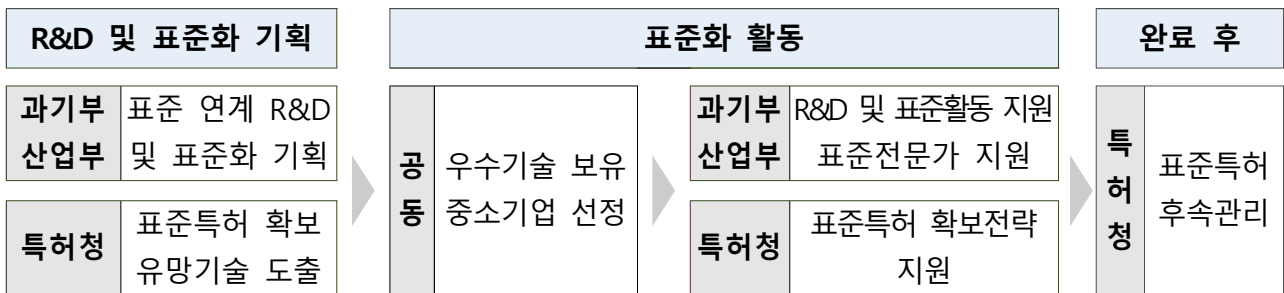 R&D 및 표준화 기획
표준화 활동
완료 후
과기부
산업부
표준 연계 R&D
및 표준화 기획
특허청
표준특허 확보
유망기술 도출
공
동
우수기술 보유
중소기업 선정
과기부
산업부
R&D 및 표준활동 지원
표준전문가 지원
특허청
표준특허 확보전략
지원
특
허
청
표준특허
후속관리